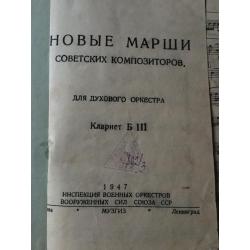 НОВЫЕ МАРШИ
СОВЕТСКИХ КОМПОЗИТОРОВ.
ДЛЯ ДУХОВОГО ОРКЕСТРА
Кларнет Б III
1947
ИНСПЕКЦИЯ ВОЕННЫХ ОРКЕСТРОВ
ВООРУЖЕННЫХ СИЛ СОЮЗА ССР
МУЗГИЗ Ленинград